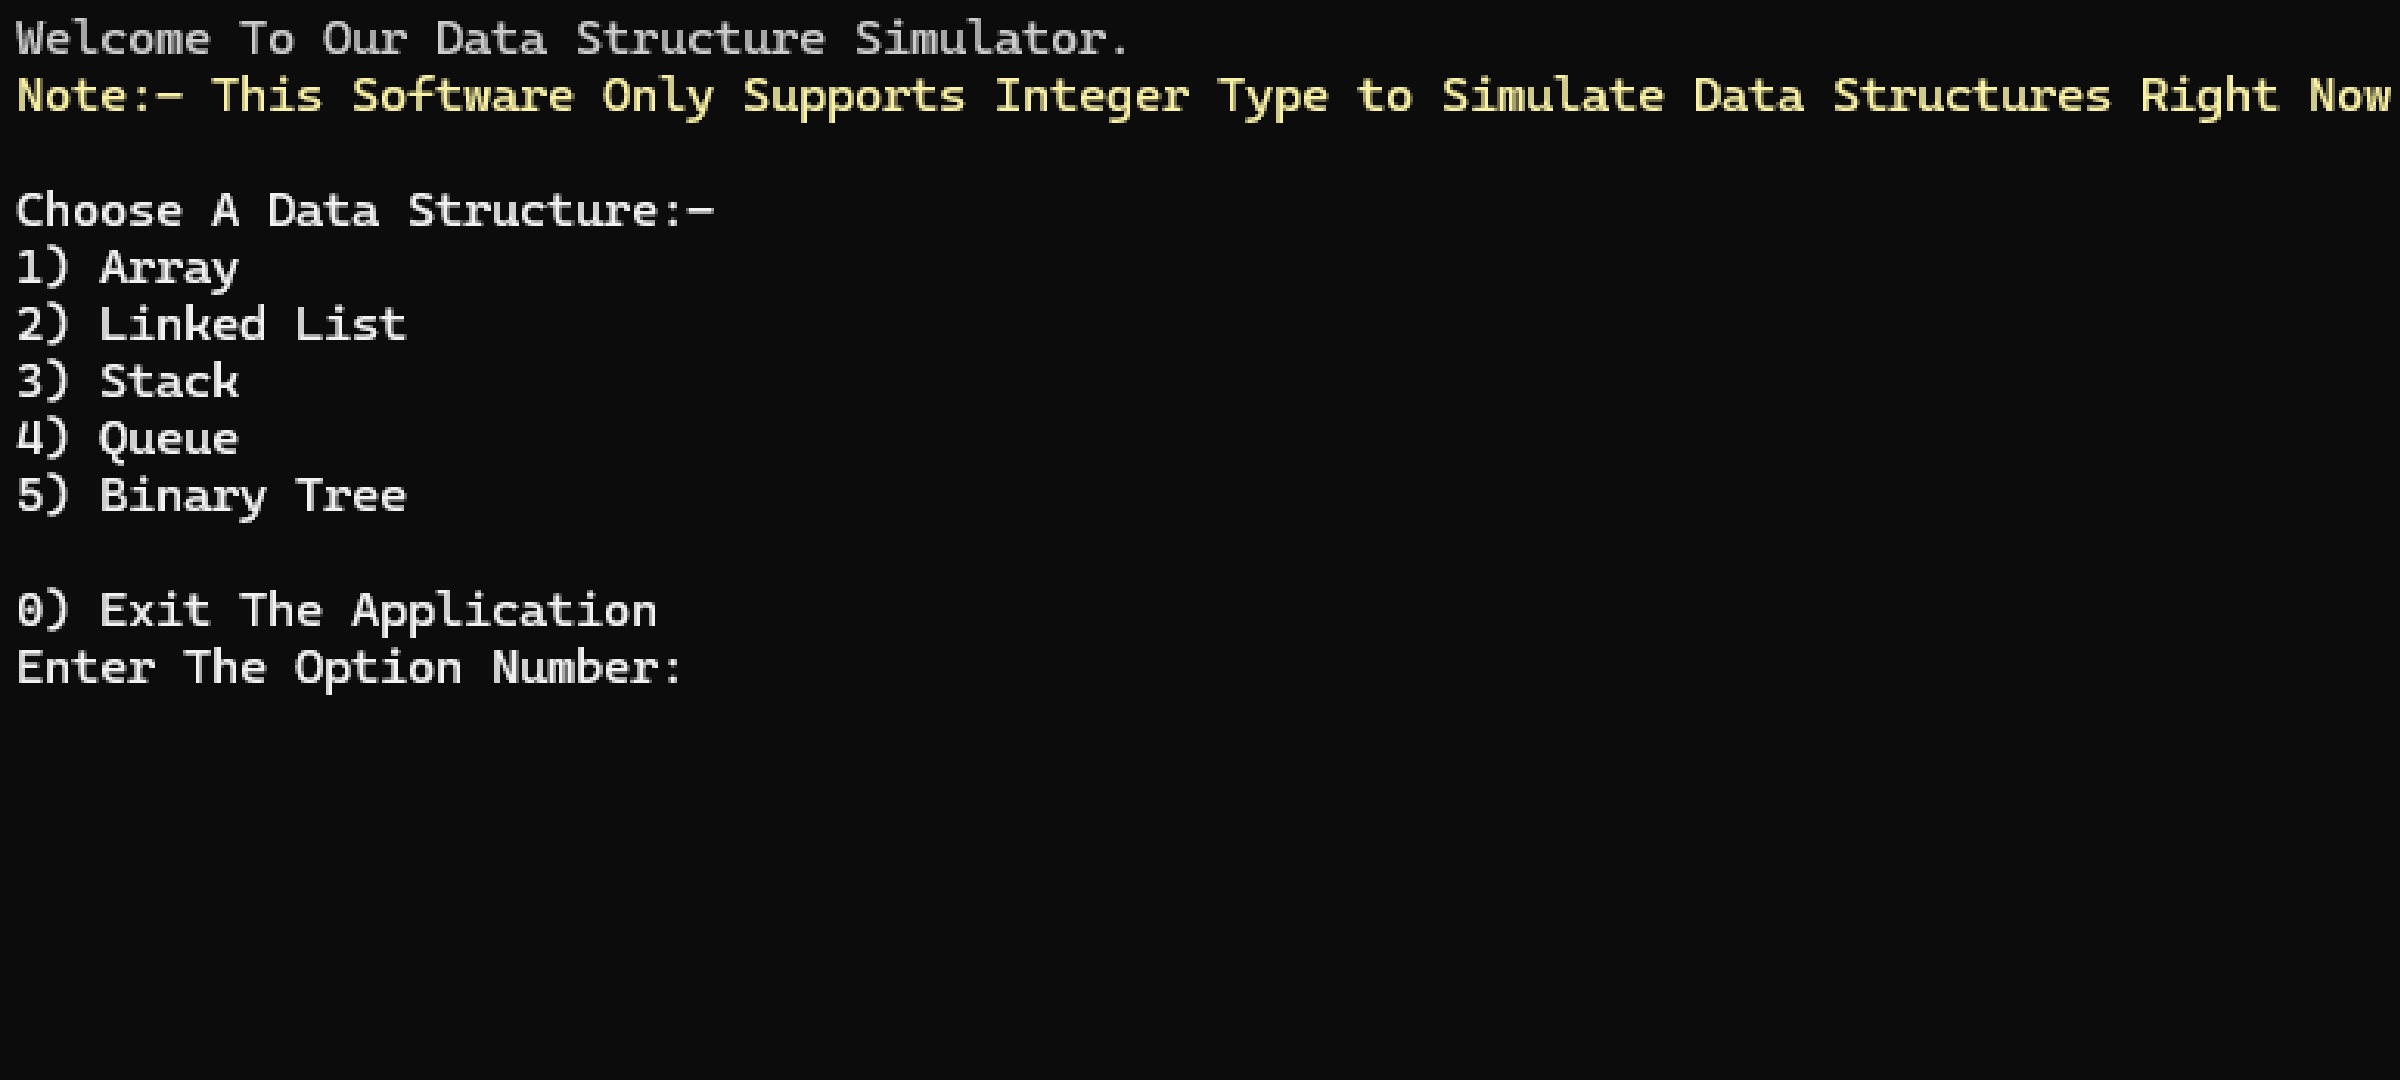 Welcome To Our Data Structure Simulator.
Note:- This Software Only Supports Integer Type to Simulate Data Structures Right Now
Choose A Data Structure:-
1) Array
2) Linked List
3) Stack
4) Queue
5) Binary Tree
0) Exit The Application
Enter The Option Number: